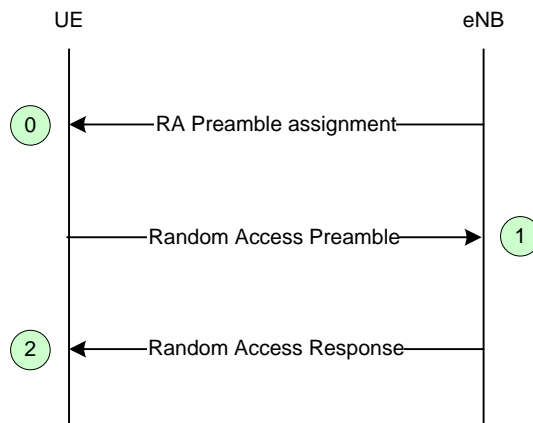 UE
eNB
0
RA Preamble assignment
Random Access Preamble
1
2
Random Access Response